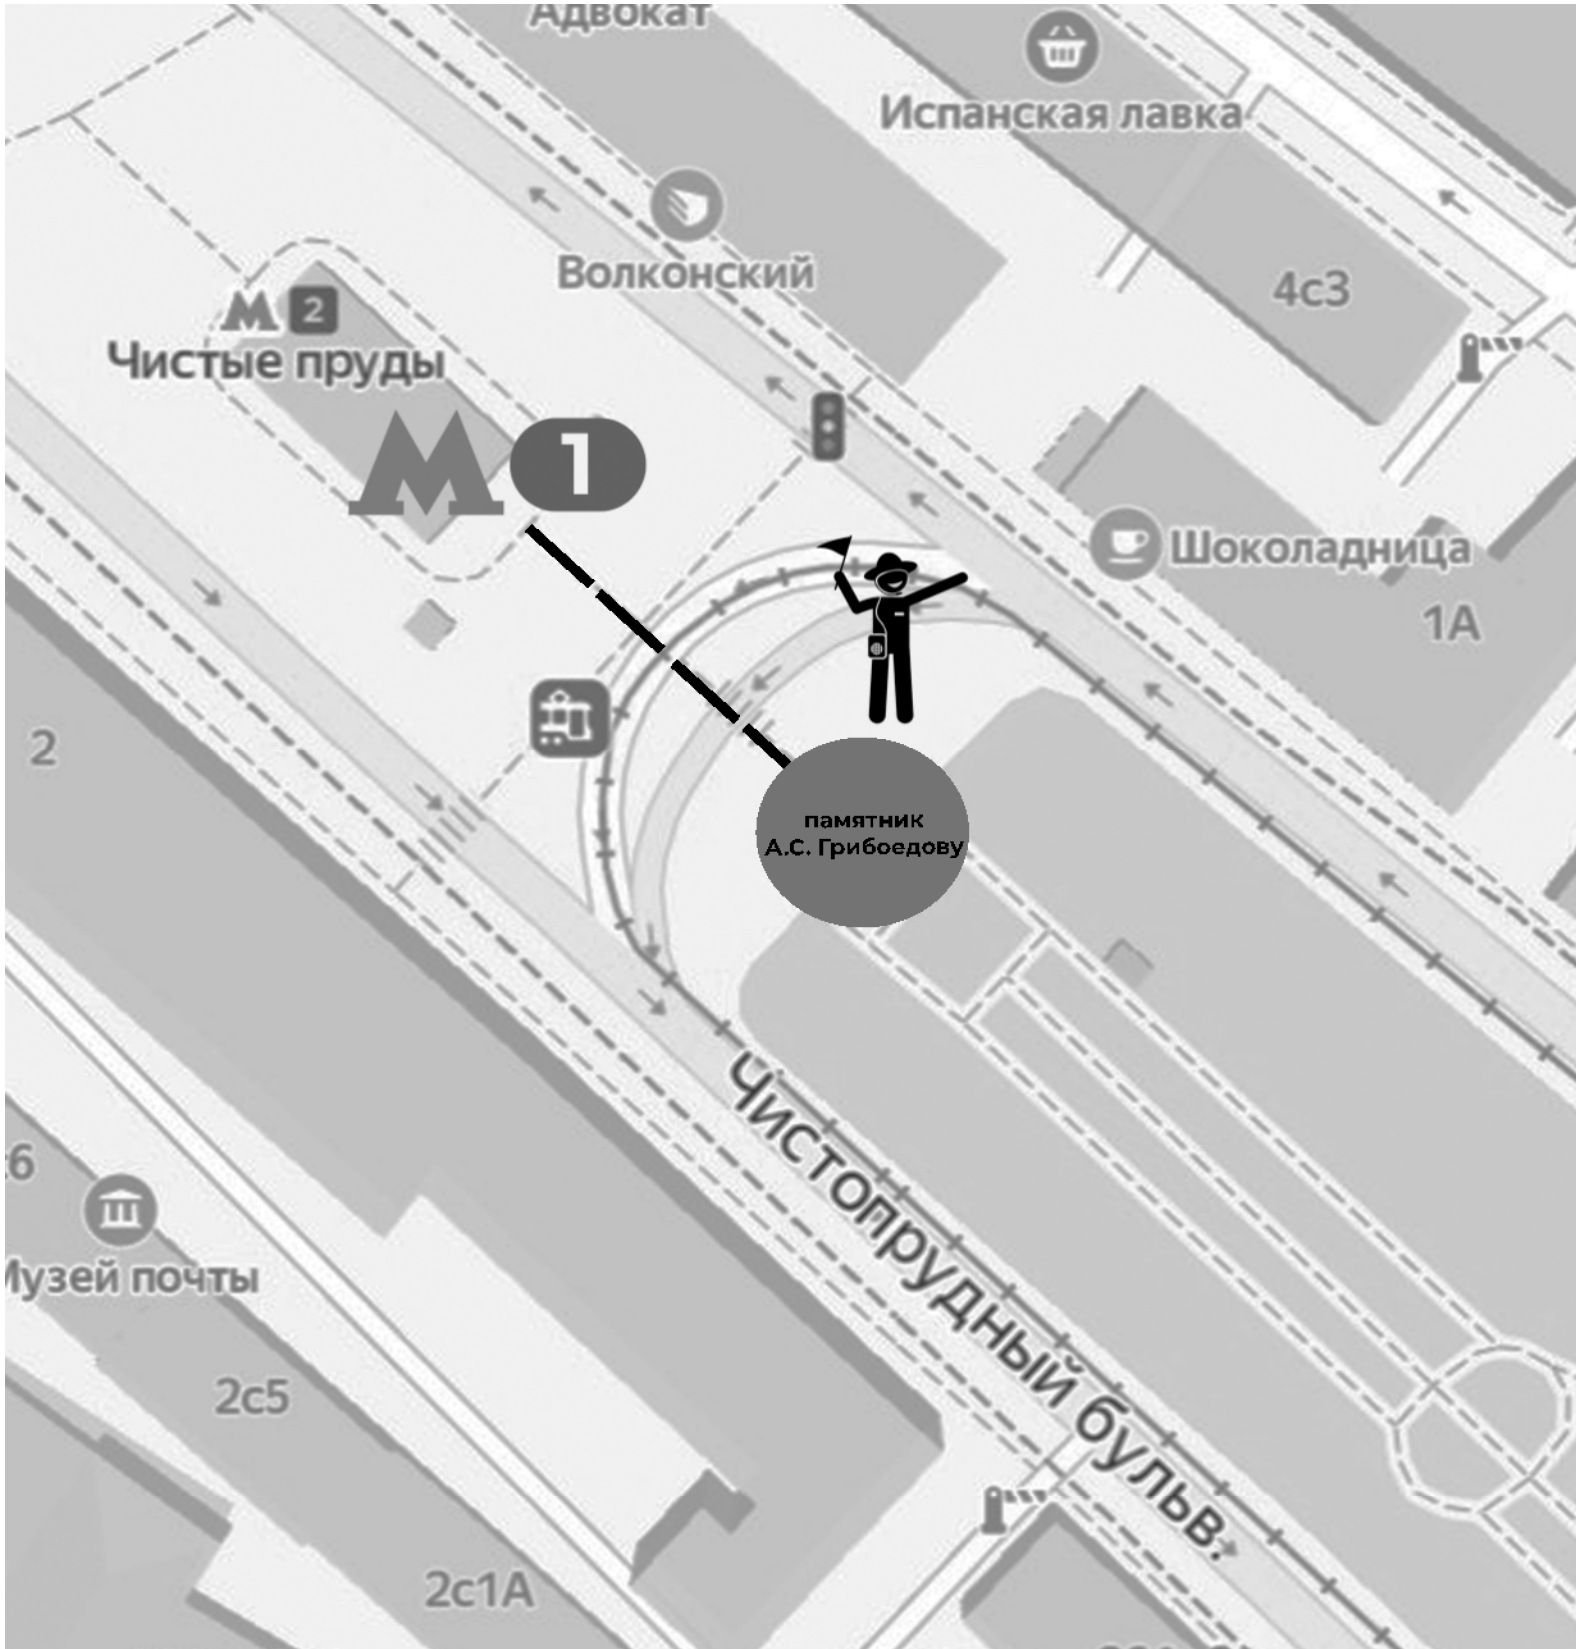 Адвокат
Испанская лавка
Волконский
4с3
М 2
Чистые пруды
М 1
Шоколадница
1А
2
памятник
А.С. Грибоедову
Чистопрудный бульв.
Музей почты
2с5
2с1А